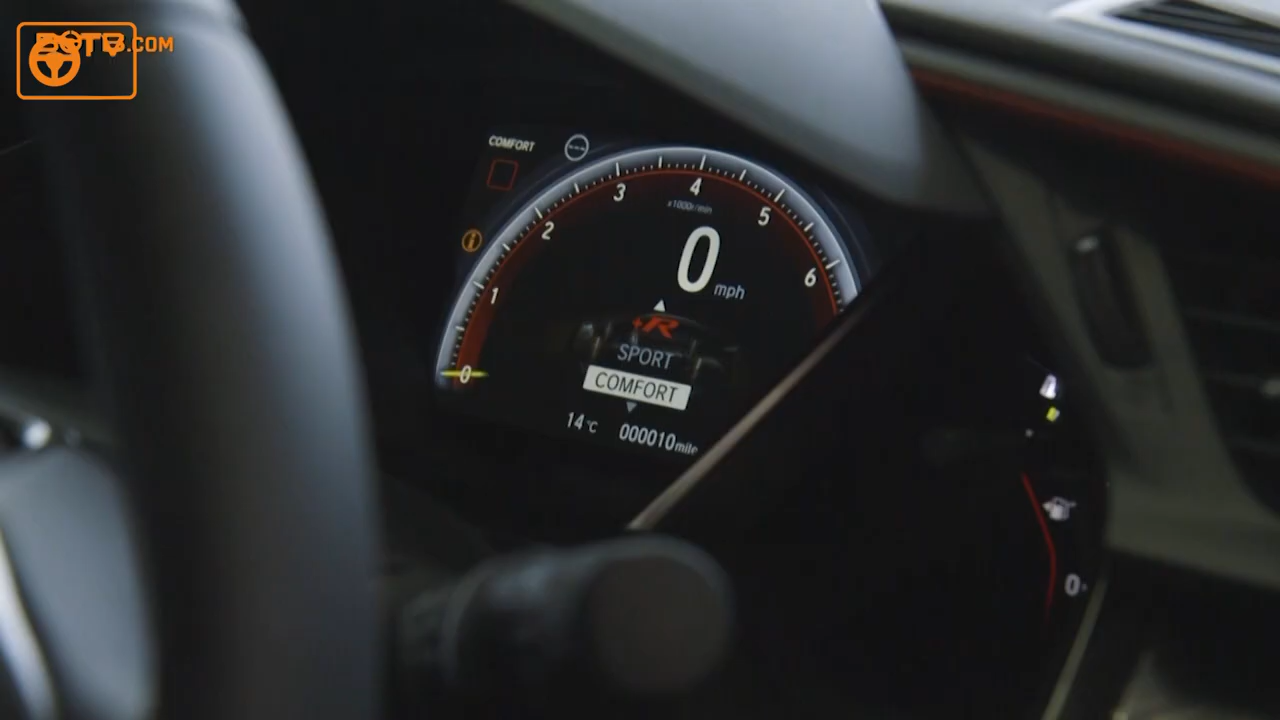 .COM
COMFORT
3
4
x1000r/min
5
2
0
mph
6
1
+R
SPORT
COMFORT
0
14°C
000010mile
0